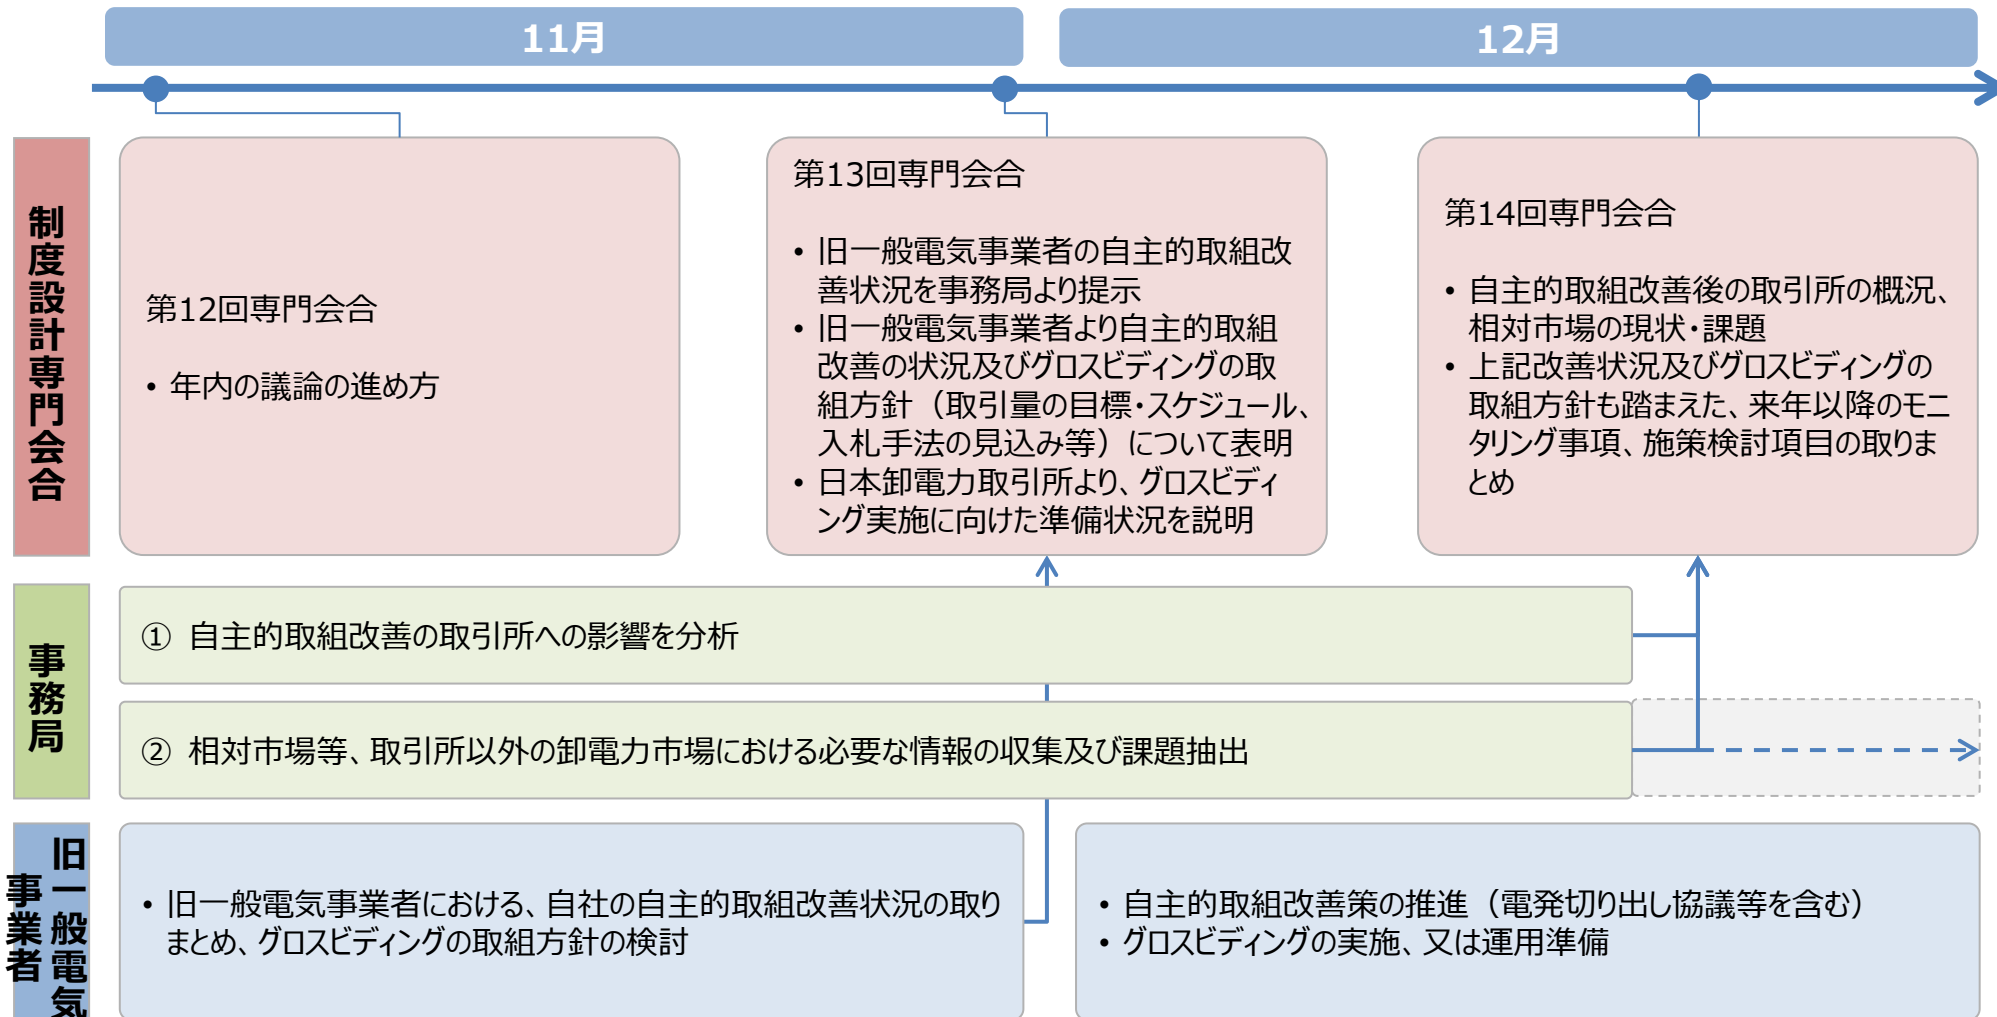 11月
12月
制度設計専門会合
第12回専門会合
• 年内の議論の進め方
第13回専門会合
• 旧一般電気事業者の自主的取組改
善状況を事務局より提示
• 旧一般電気事業者より自主的取組
改善の状況及びグロスビディングの取
組方針（取引量の目標・スケジュール、
入札手法の見込み等）について表明
• 日本卸電力取引所より、グロスビディ
ング実施に向けた準備状況を説明
第14回専門会合
• 自主的取組改善後の取引所の概況、
相対市場の現状・課題
• 上記改善状況及びグロスビディングの
取組方針も踏まえた、来年以降のモニ
タリング事項、施策検討項目の取りま
とめ
事務局
① 自主的取組改善の取引所への影響を分析
② 相対市場等、取引所以外の卸電力市場における必要な情報の収集及び課題抽出
旧一般電気
事業者
• 旧一般電気事業者における、自社の自主的取組改善状況の取り
まとめ、グロスビディングの取組方針の検討
• 自主的取組改善策の推進（電発切り出し協議等を含む）
• グロスビディングの実施、又は運用準備